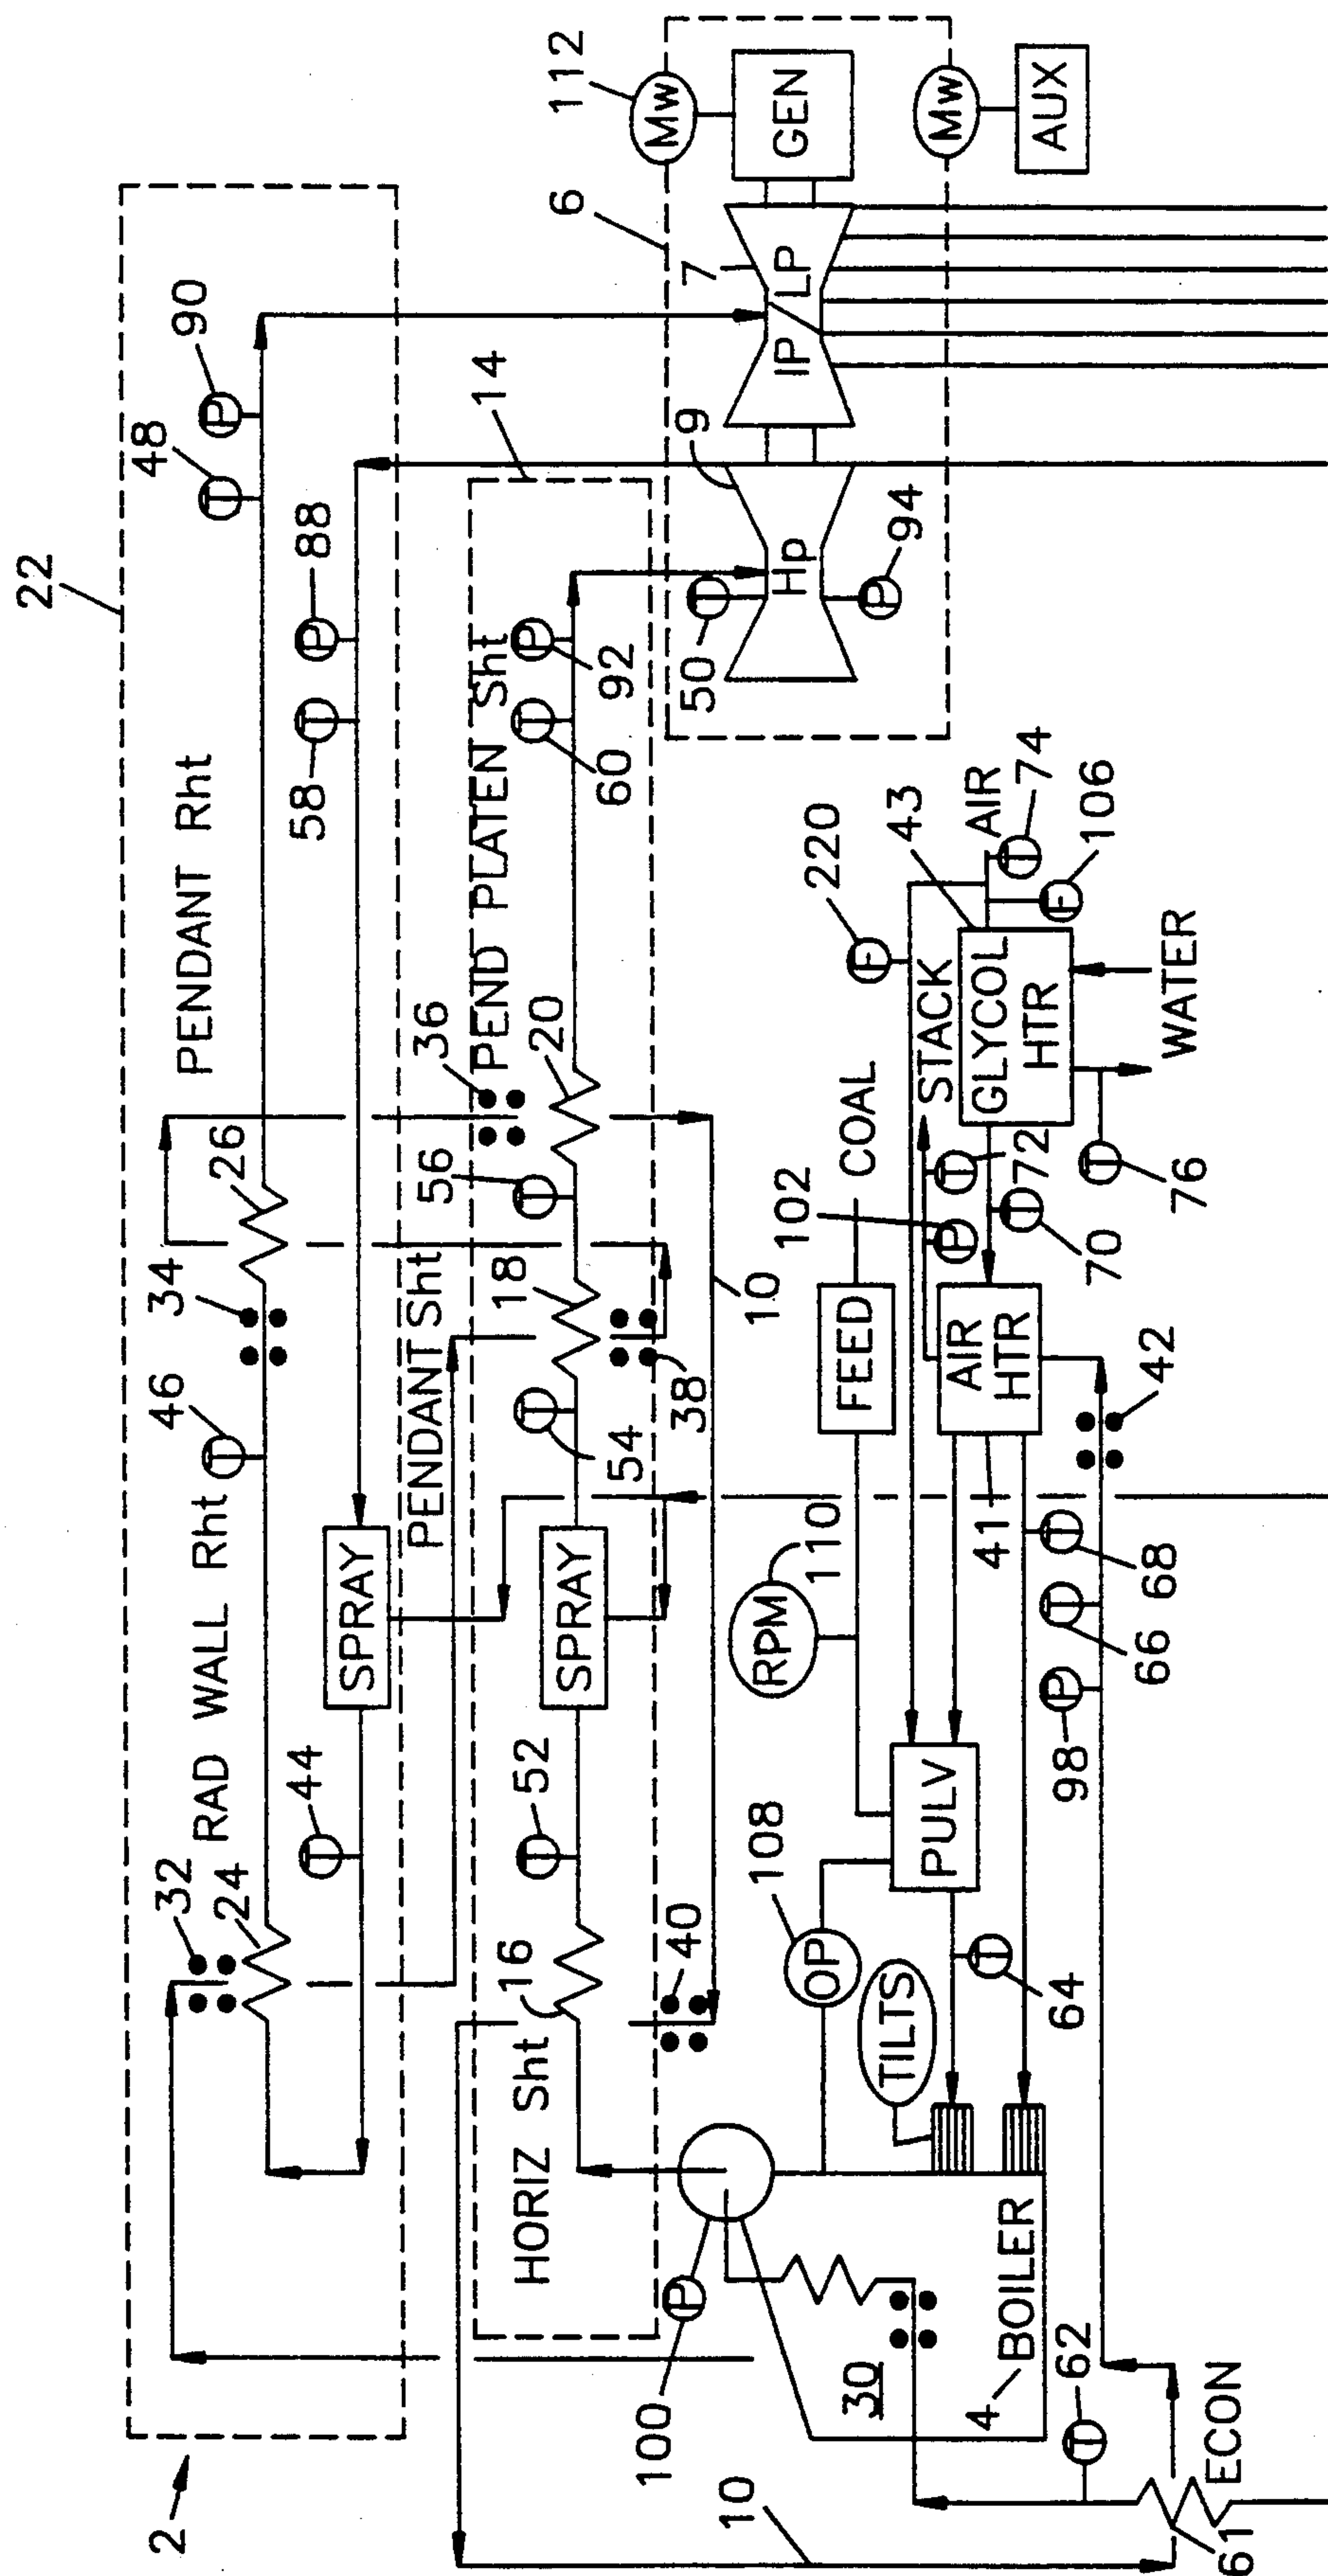 22
2
90
48
88
58
PENDANT Rht
26
34
46
RAD WALL Rht
32
24
44
SPRAY
P
T
P
T
T
T
14
PEND PLATEN Sht
PENDANT Sht
HORIZ Sht
36
20
56
18
38
54
SPRAY
52
16
40
92
60
P
T
T
T
T
10
10
112
Mw
GEN
6
7
LP
IP
9
Hp
50
T
94
P
Mw
AUX
220
F
43
AIR
74
T
106
F
STACK
GLYCOL
HTR
WATER
76
T
72
T
70
T
102
P
COAL
FEED
AIR
HTR
41
42
68
T
66
T
98
P
RPM
110
PULV
108
OP
TILTS
64
T
100
P
30
4
BOILER
62
T
ECON
61